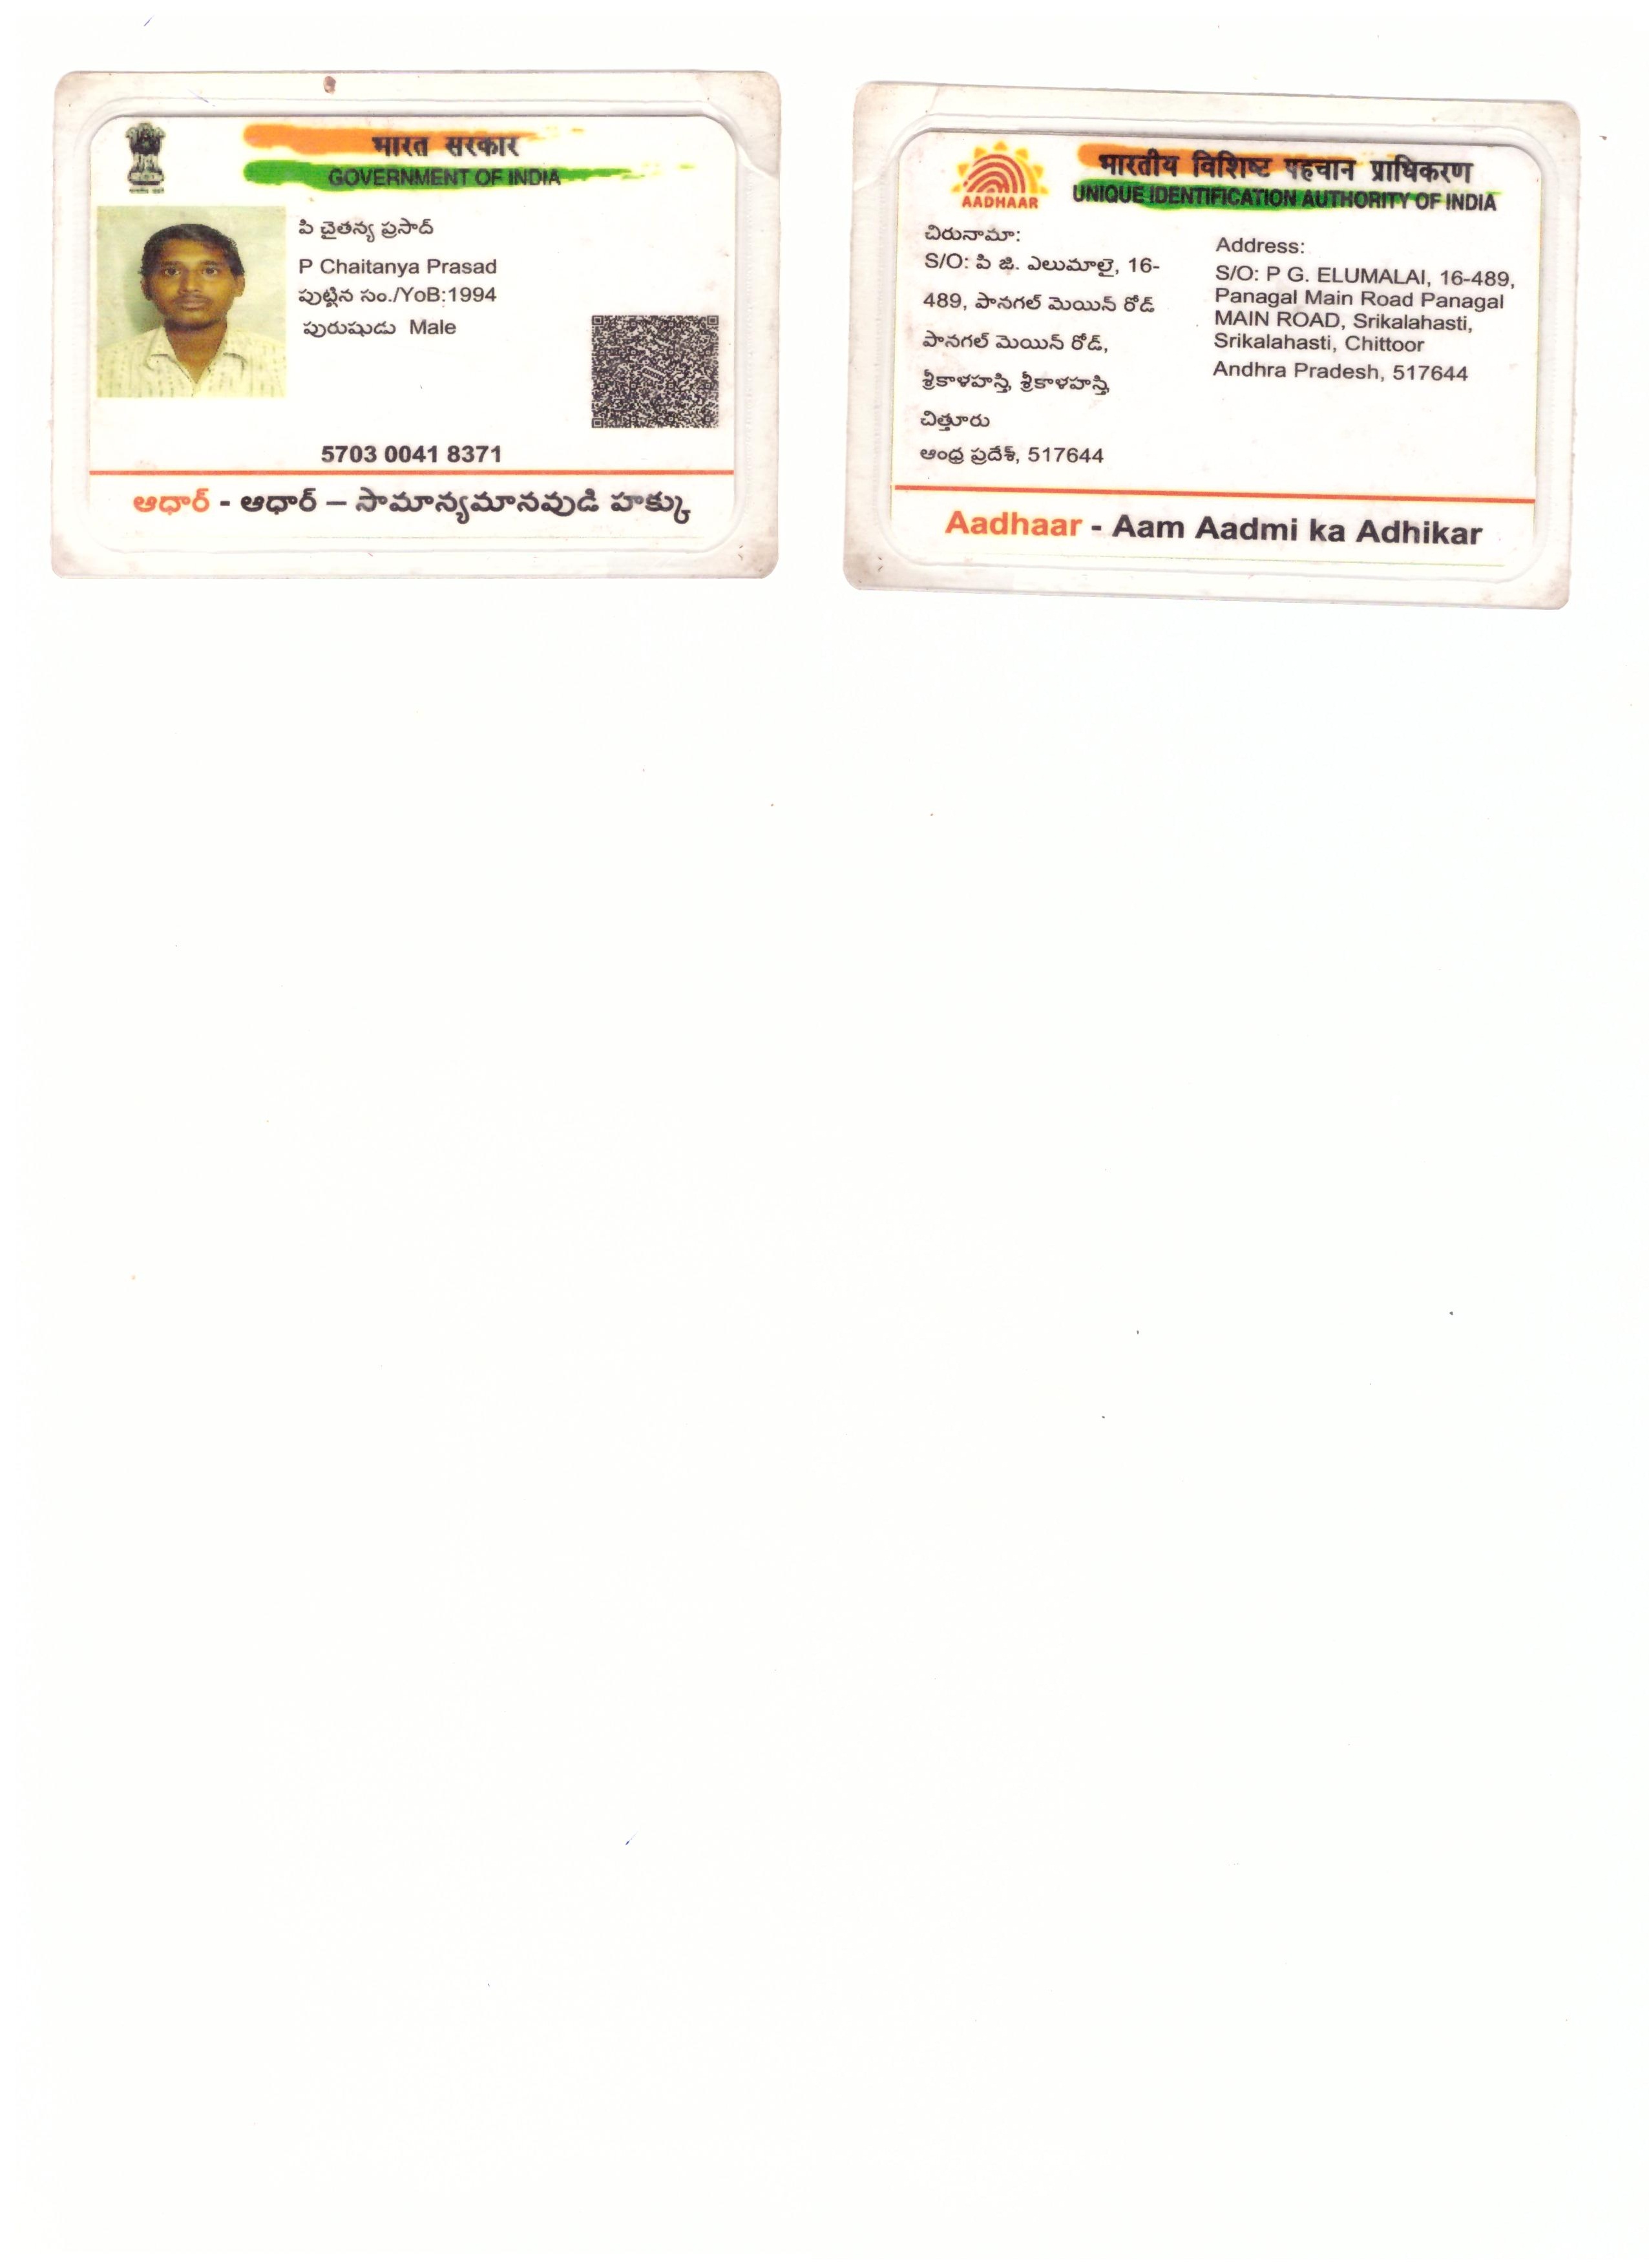 भारत सरकार
GOVERNMENT OF INDIA
పి చైతన్య ప్రసాద్
P Chaitanya Prasad
పుట్టిన సం./YoB:1994
పురుషుడు Male
5703 0041 8371
ఆధార్ - ఆధార్ – సామాన్యమానవుడి హక్కు
भारतीय विशिष्ट पहचान प्राधिकरण
UNIQUE IDENTIFICATION AUTHORITY OF INDIA
AADHAAR
చిరునామా:
S/O: పి జి. ఎలుమాలై, 16-
489, పానగల్ మెయిన్ రోడ్
పానగల్ మెయిన్ రోడ్,
శ్రీకాళహస్తి, శ్రీకాళహస్తి,
చిత్తూరు
ఆంధ్ర ప్రదేశ్, 517644
Address:
S/O: P G. ELUMALAI, 16-489,
Panagal Main Road Panagal
MAIN ROAD, Srikalahasti,
Srikalahasti, Chittoor
Andhra Pradesh, 517644
Aadhaar - Aam Aadmi ka Adhikar